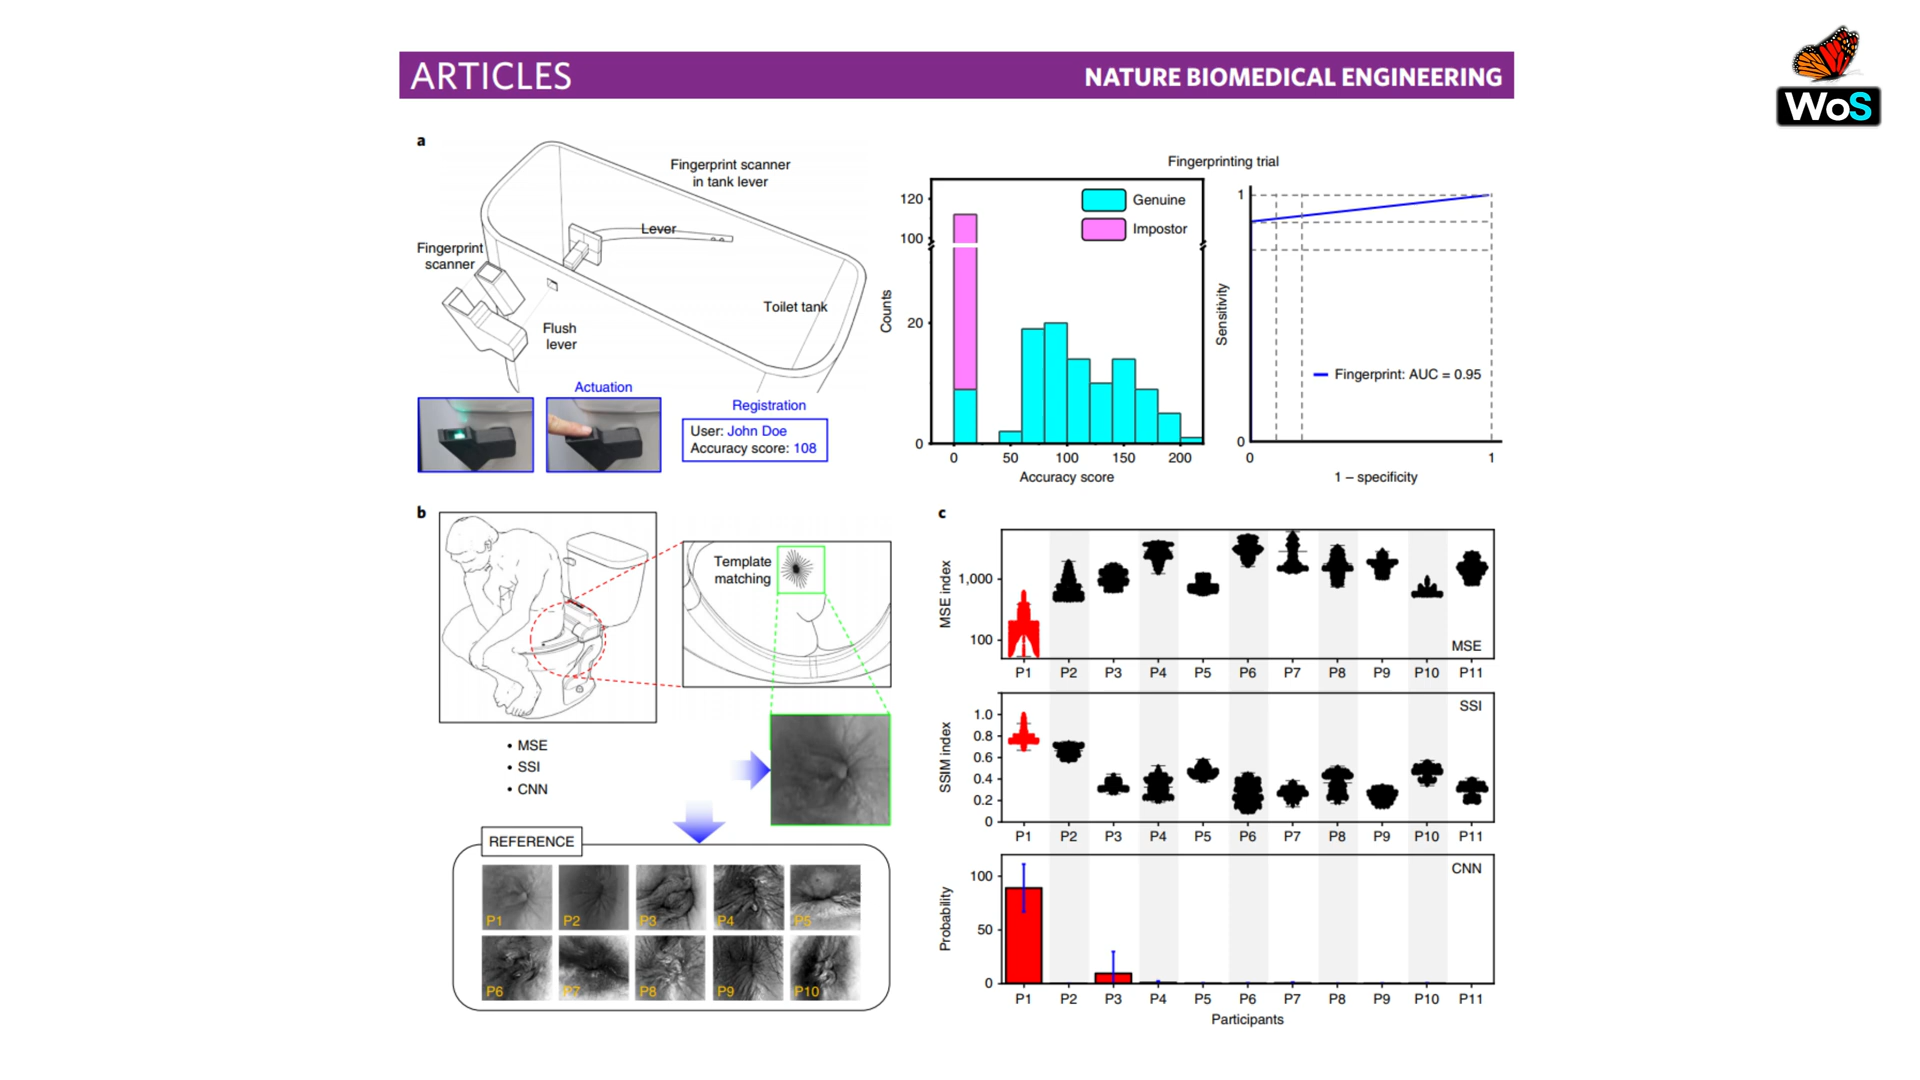 ARTICLES
NATURE BIOMEDICAL ENGINEERING
WoS
a
Fingerprint scanner
in tank lever
Lever
Fingerprint
scanner
Toilet tank
Flush
lever
Actuation
Registration
User: John Doe
Accuracy score: 108
Fingerprinting trial
Genuine
Impostor
120
100
20
0
Counts
0 50 100 150 200
Accuracy score
1
0
Sensitivity
Fingerprint: AUC = 0.95
0 1
1 – specificity
b
Template
matching
• MSE
• SSI
• CNN
REFERENCE
P1 P2 P3 P4 P5
P6 P7 P8 P9 P10
c
MSE index
1,000
100
MSE
P1 P2 P3 P4 P5 P6 P7 P8 P9 P10 P11
SSIM index
1.0
0.8
0.6
0.4
0.2
0
SSI
P1 P2 P3 P4 P5 P6 P7 P8 P9 P10 P11
Probability
100
50
0
CNN
P1 P2 P3 P4 P5 P6 P7 P8 P9 P10 P11
Participants